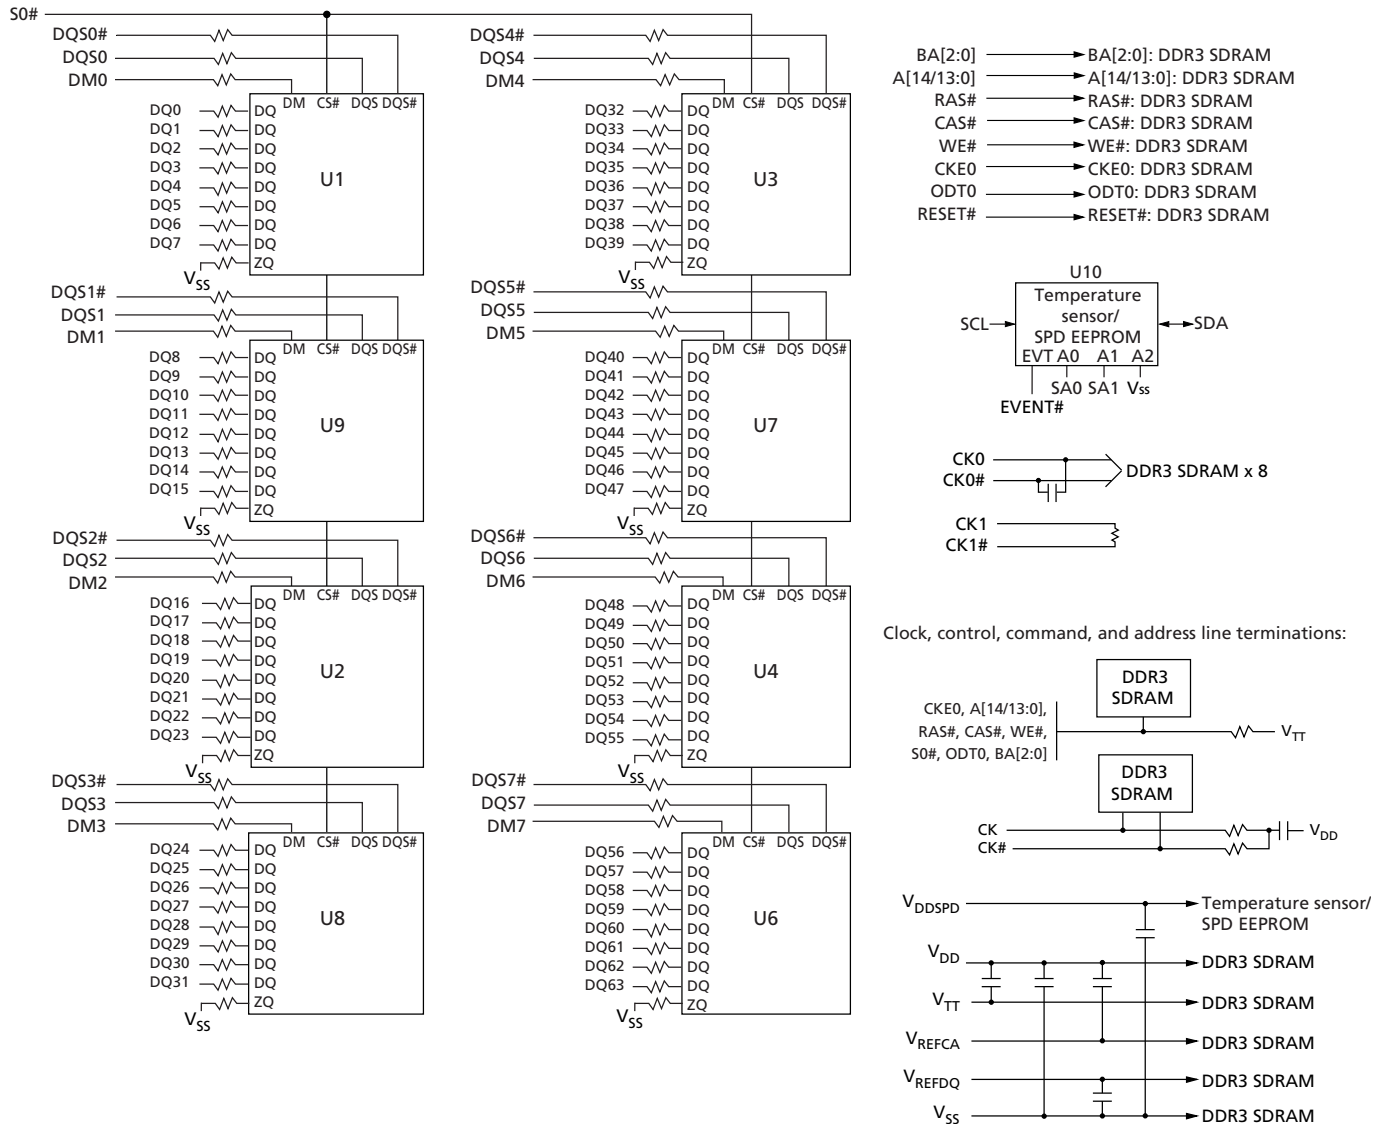 S0#
DQS0#
DQS0
DM0
DM CS# DQS DQS#
DQ0 DQ
DQ1 DQ
DQ2 DQ
DQ3 DQ
DQ4 DQ
DQ5 DQ
DQ6 DQ
DQ7 DQ
ZQ
VSS
U1
DQS1#
DQS1
DM1
DM CS# DQS DQS#
DQ8 DQ
DQ9 DQ
DQ10 DQ
DQ11 DQ
DQ12 DQ
DQ13 DQ
DQ14 DQ
DQ15 DQ
ZQ
VSS
U9
DQS2#
DQS2
DM2
DM CS# DQS DQS#
DQ16 DQ
DQ17 DQ
DQ18 DQ
DQ19 DQ
DQ20 DQ
DQ21 DQ
DQ22 DQ
DQ23 DQ
ZQ
VSS
U2
DQS3#
DQS3
DM3
DM CS# DQS DQS#
DQ24 DQ
DQ25 DQ
DQ26 DQ
DQ27 DQ
DQ28 DQ
DQ29 DQ
DQ30 DQ
DQ31 DQ
ZQ
VSS
U8
DQS4#
DQS4
DM4
DM CS# DQS DQS#
DQ32 DQ
DQ33 DQ
DQ34 DQ
DQ35 DQ
DQ36 DQ
DQ37 DQ
DQ38 DQ
DQ39 DQ
ZQ
VSS
U3
DQS5#
DQS5
DM5
DM CS# DQS DQS#
DQ40 DQ
DQ41 DQ
DQ42 DQ
DQ43 DQ
DQ44 DQ
DQ45 DQ
DQ46 DQ
DQ47 DQ
ZQ
VSS
U7
DQS6#
DQS6
DM6
DM CS# DQS DQS#
DQ48 DQ
DQ49 DQ
DQ50 DQ
DQ51 DQ
DQ52 DQ
DQ53 DQ
DQ54 DQ
DQ55 DQ
ZQ
VSS
U4
DQS7#
DQS7
DM7
DM CS# DQS DQS#
DQ56 DQ
DQ57 DQ
DQ58 DQ
DQ59 DQ
DQ60 DQ
DQ61 DQ
DQ62 DQ
DQ63 DQ
ZQ
VSS
U6
BA[2:0] BA[2:0]: DDR3 SDRAM
A[14/13:0] A[14/13:0]: DDR3 SDRAM
RAS# RAS#: DDR3 SDRAM
CAS# CAS#: DDR3 SDRAM
WE# WE#: DDR3 SDRAM
CKE0 CKE0: DDR3 SDRAM
ODT0 ODT0: DDR3 SDRAM
RESET# RESET#: DDR3 SDRAM
U10
Temperature
sensor/
SPD EEPROM
SCL
SDA
EVT A0 A1 A2
SA0 SA1 Vss
EVENT#
CK0
CK0#
DDR3 SDRAM x 8
CK1
CK1#
Clock, control, command, and address line terminations:
DDR3
SDRAM
CKE0, A[14/13:0],
RAS#, CAS#, WE#,
S0#, ODT0, BA[2:0]
VTT
DDR3
SDRAM
CK
CK#
VDD
VDDSPD Temperature sensor/
SPD EEPROM
VDD DDR3 SDRAM
VTT DDR3 SDRAM
VREFCA DDR3 SDRAM
VREFDQ DDR3 SDRAM
VSS DDR3 SDRAM